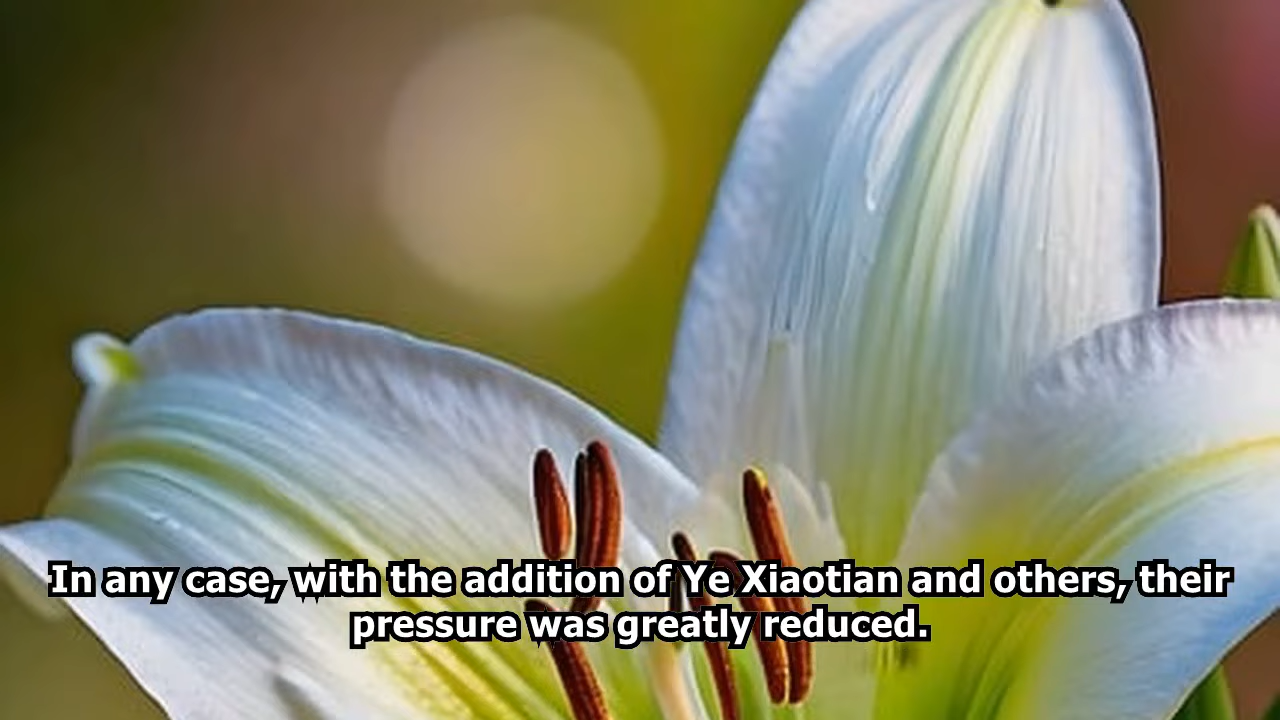 In any case, with the addition of Ye Xiaotian and others, their
pressure was greatly reduced.